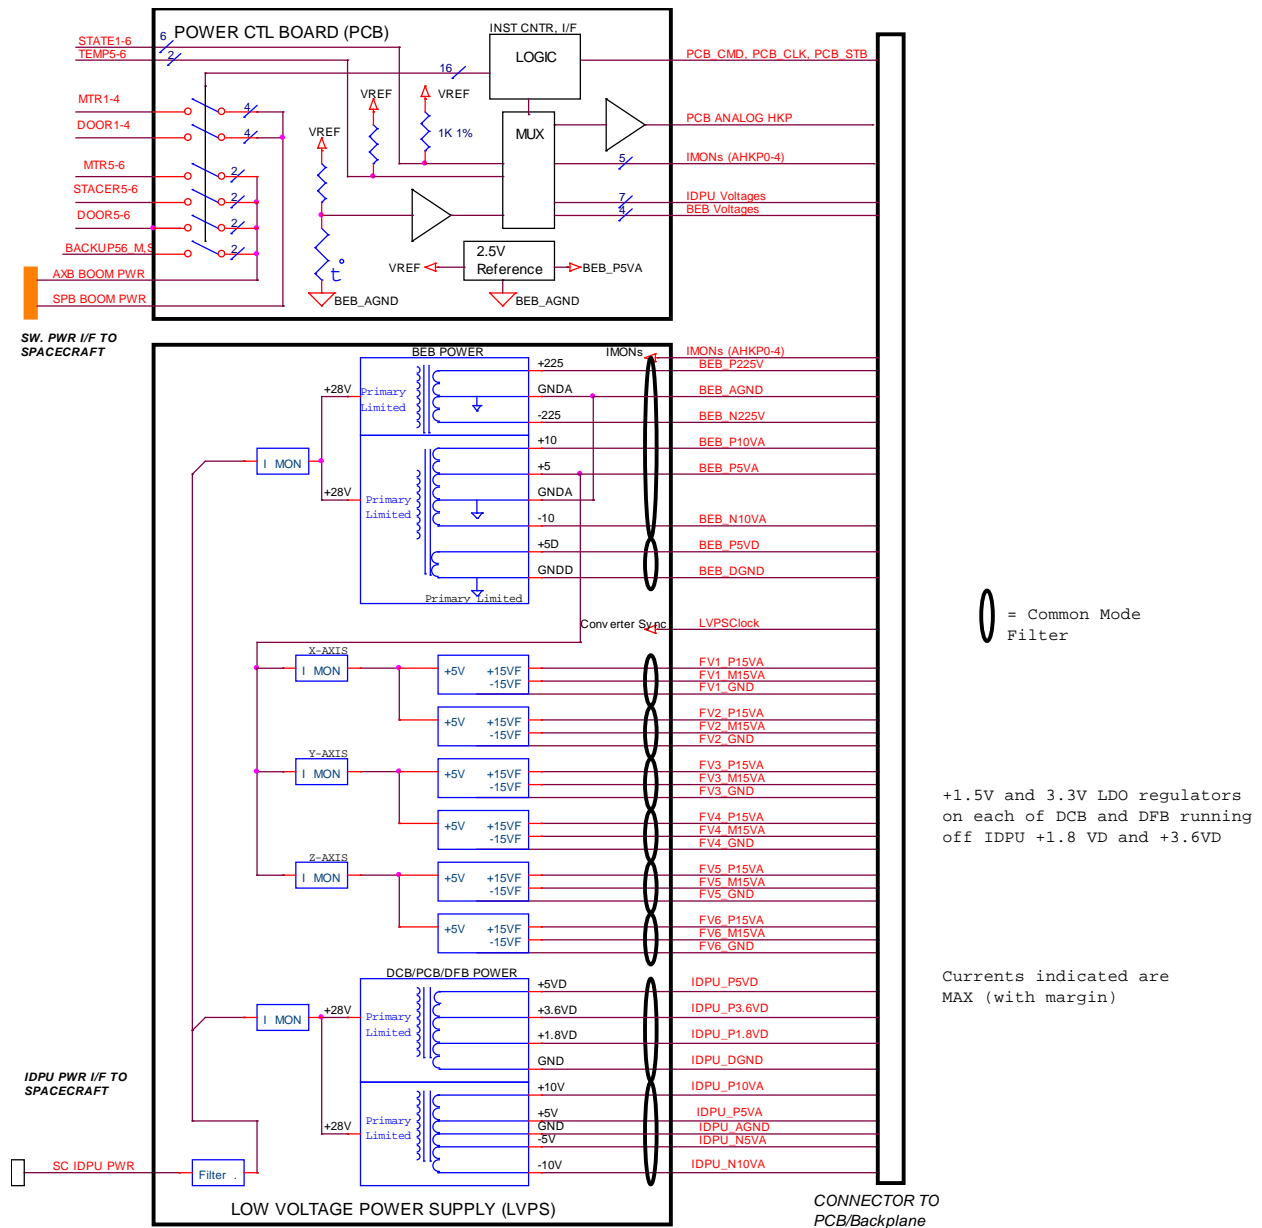 POWER CTL BOARD (PCB)
INST CNTR, I/F
LOGIC
STATE1-6
6
TEMP5-6
2
16
PCB_CMD, PCB_CLK, PCB_STB
MTR1-4
4
DOOR1-4
4
VREF
VREF
VREF
1K 1%
MUX
PCB ANALOG HKP
5
IMONs (AHKP0-4)
MTR5-6
2
STACER5-6
2
7
IDPU Voltages
4
BEB Voltages
DOOR5-6
2
BACKUP56_M,S
2
2.5V
Reference
VREF
BEB_P5VA
t°
AXB BOOM PWR
SPB BOOM PWR
BEB_AGND
BEB_AGND
SW. PWR I/F TO
SPACECRAFT
BEB POWER
IMONs
IMONs (AHKP0-4)
+225
BEB_P225V
+28V
Primary
Limited
GNDA
BEB_AGND
-225
BEB_N225V
+10
BEB_P10VA
I MON
+5
BEB_P5VA
+28V
Primary
Limited
GNDA
-10
BEB_N10VA
+5D
BEB_P5VD
GNDD
BEB_DGND
Primary Limited
= Common Mode
Filter
Converter Sync
LVPSClock
X-AXIS
I MON
+5V
+15VF
-15VF
FV1_P15VA
FV1_M15VA
FV1_GND
+5V
+15VF
-15VF
FV2_P15VA
FV2_M15VA
FV2_GND
Y-AXIS
I MON
+5V
+15VF
-15VF
FV3_P15VA
FV3_M15VA
FV3_GND
+1.5V and 3.3V LDO regulators
on each of DCB and DFB running
off IDPU +1.8 VD and +3.6VD
+5V
+15VF
-15VF
FV4_P15VA
FV4_M15VA
FV4_GND
Z-AXIS
I MON
+5V
+15VF
-15VF
FV5_P15VA
FV5_M15VA
FV5_GND
+5V
+15VF
-15VF
FV6_P15VA
FV6_M15VA
FV6_GND
Currents indicated are
MAX (with margin)
DCB/PCB/DFB POWER
+5VD
IDPU_P5VD
I MON
+28V
Primary
Limited
+3.6VD
IDPU_P3.6VD
+1.8VD
IDPU_P1.8VD
GND
IDPU_DGND
IDPU PWR I/F TO
SPACECRAFT
+10V
IDPU_P10VA
+28V
Primary
Limited
+5V
IDPU_P5VA
GND
IDPU_AGND
-5V
IDPU_N5VA
-10V
IDPU_N10VA
SC IDPU PWR
Filter .
LOW VOLTAGE POWER SUPPLY (LVPS)
CONNECTOR TO
PCB/Backplane